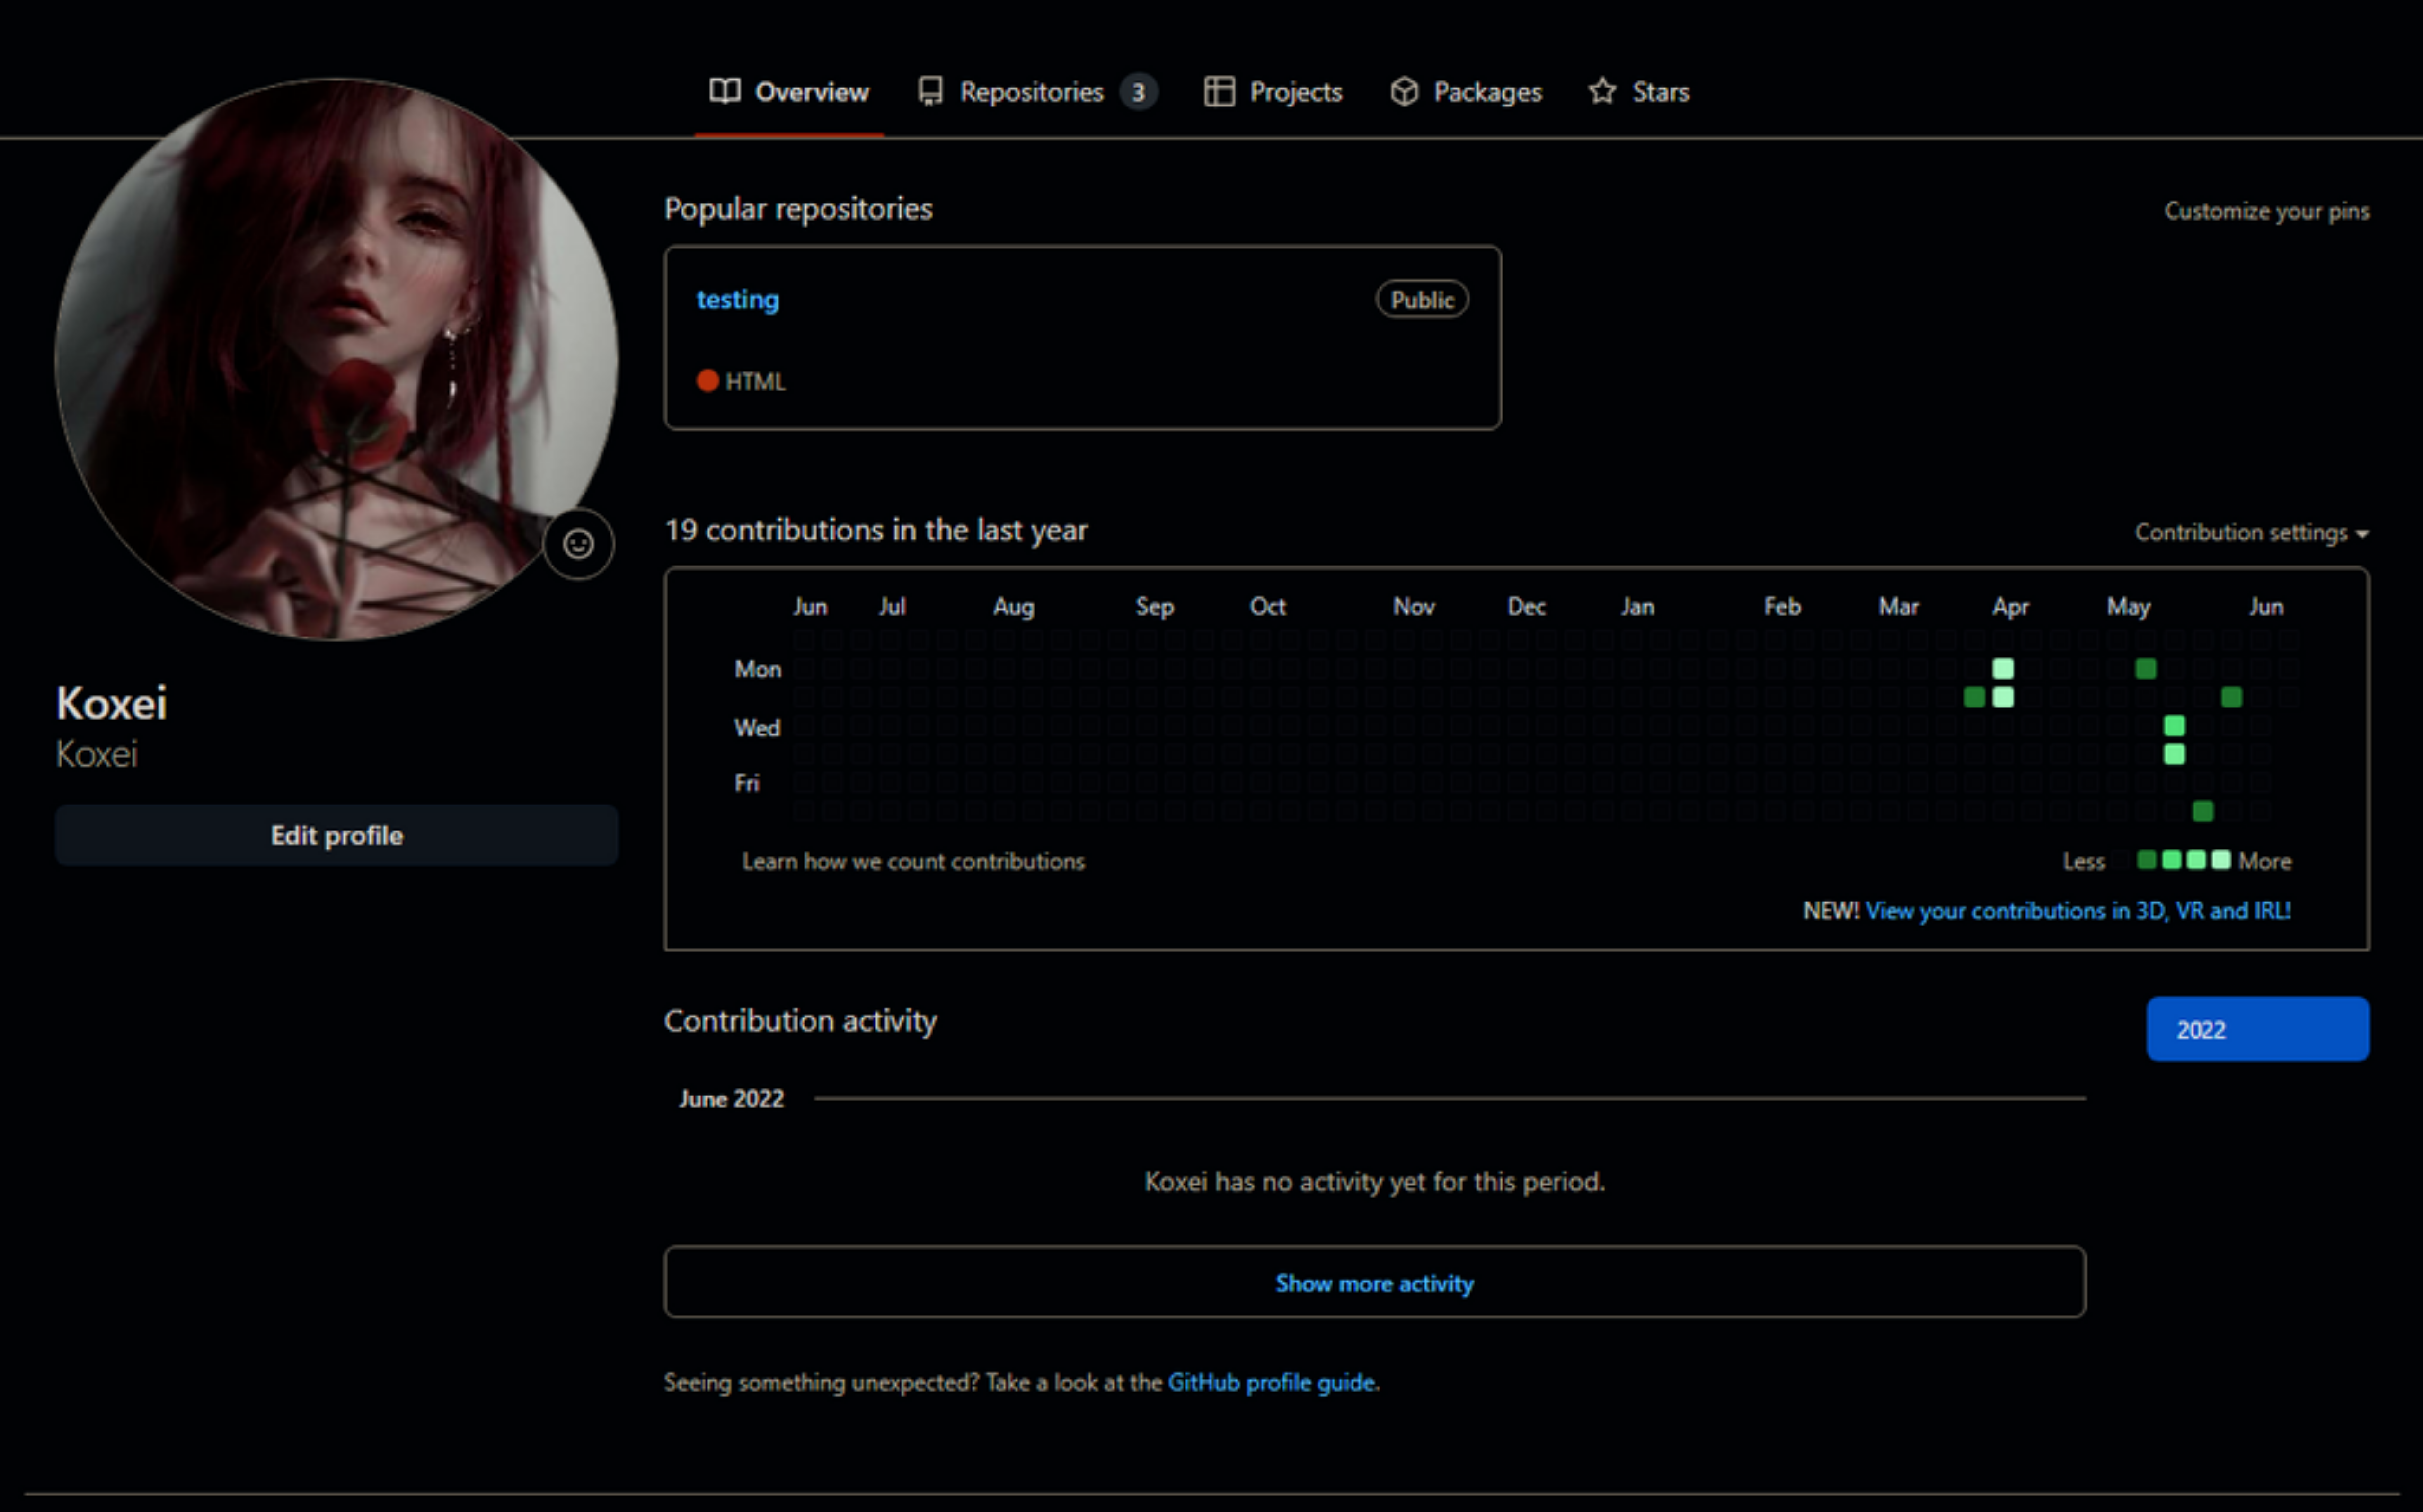 Overview Repositories 3 Projects Packages Stars
Popular repositories Customize your pins
testing Public
HTML
Koxei
Koxei
Edit profile
19 contributions in the last year Contribution settings
Jun Jul Aug Sep Oct Nov Dec Jan Feb Mar Apr May Jun
Mon
Wed
Fri
Learn how we count contributions Less More
NEW! View your contributions in 3D, VR and IRL!
Contribution activity 2022
June 2022
Koxei has no activity yet for this period.
Show more activity
Seeing something unexpected? Take a look at the GitHub profile guide.